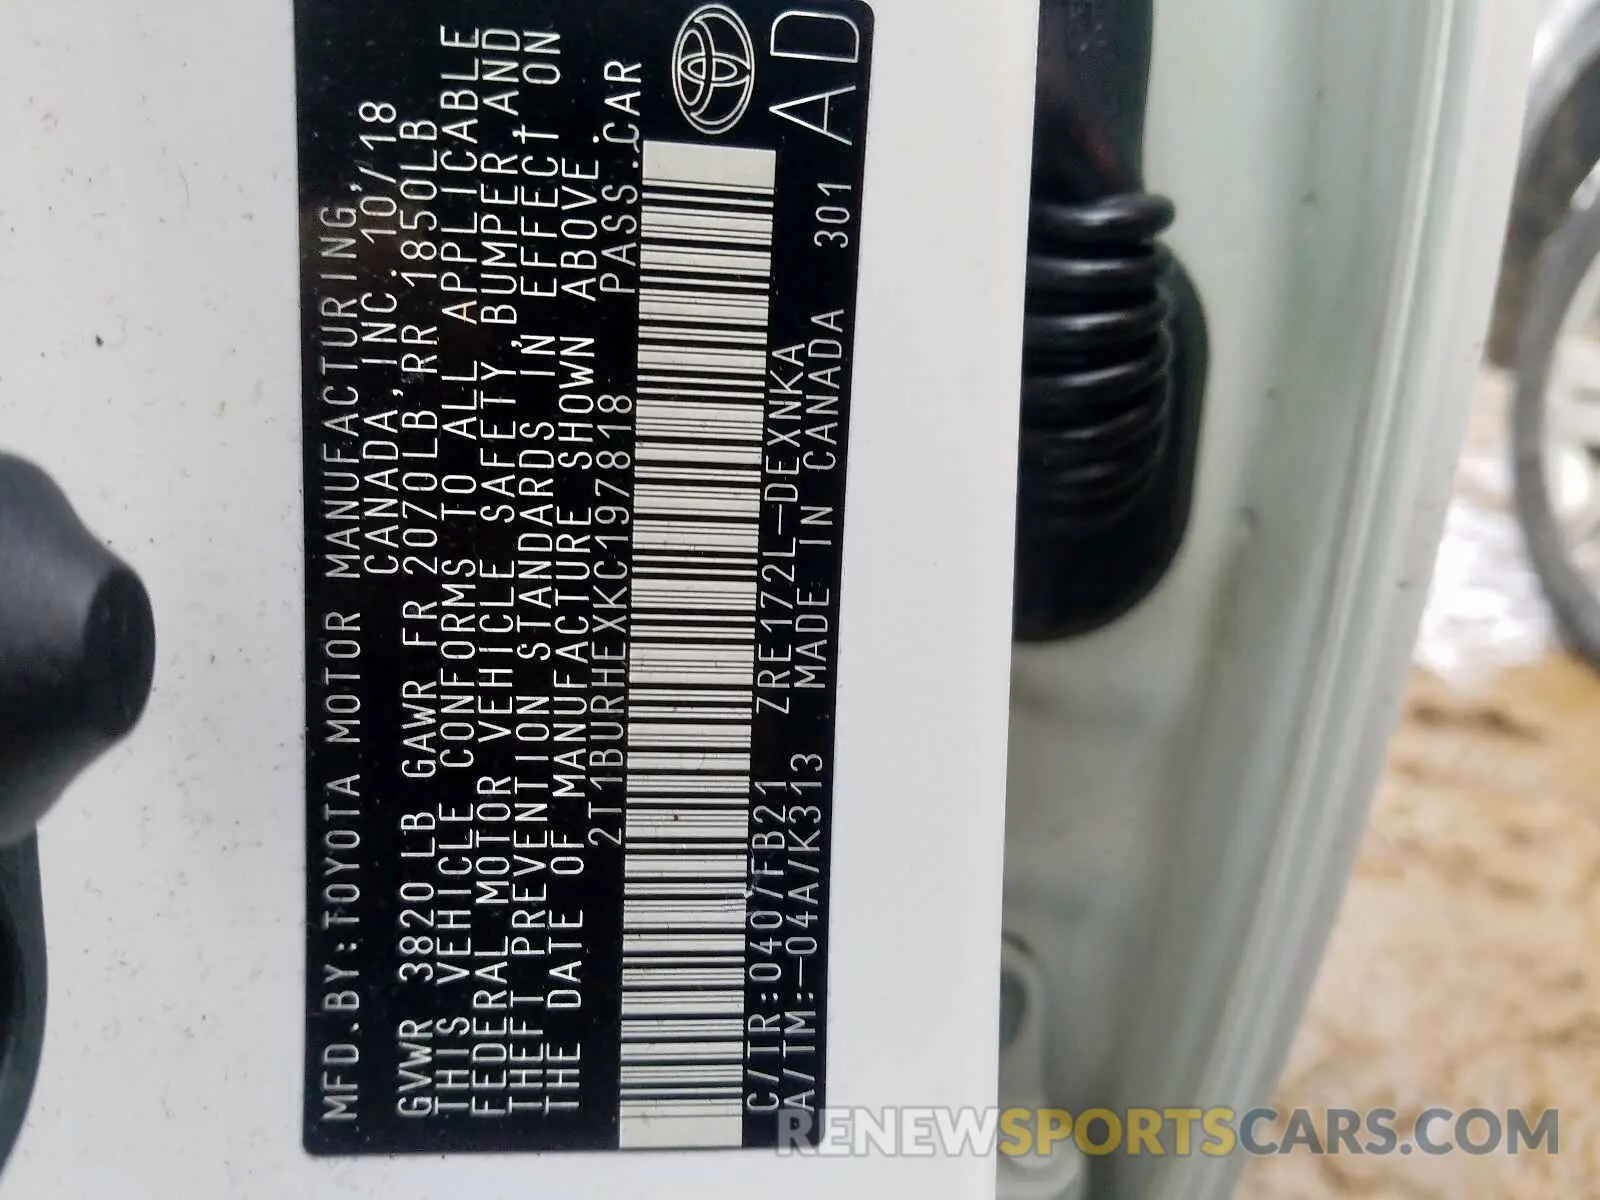 MFD.BY:TOYOTA MOTOR MANUFACTURING,
CANADA,INC. 10/18
GVWR 3820LB GAWR FR 2070LB RR 1850LB
THIS VEHICLE CONFORMS TO ALL APPLICABLE
FEDERAL MOTOR VEHICLE SAFETY, BUMPER, AND
THEFT PREVENTION STANDARDS IN EFFECT ON
THE DATE OF MANUFACTURE SHOWN ABOVE.
2T1BURHEXKC197818 PASS.CAR
C/TR:040/FB21 ZRE172L-DEXNKA
A/TM:-04A/K313 MADE IN CANADA 301
AD
RENEWSPORTSCARS.COM